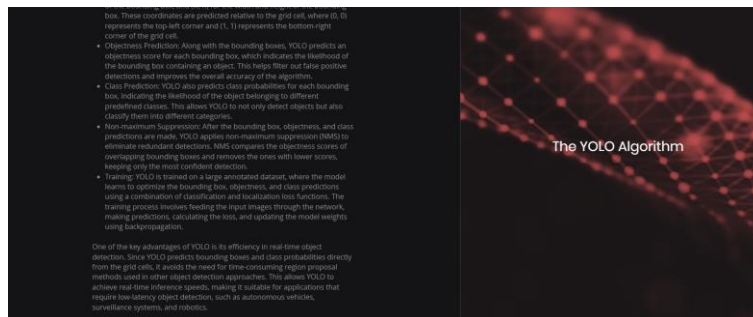 box. These coordinates are predicted relative to the grid cell, where (0, 0)
represents the top-left corner and (1, 1) represents the bottom-right
corner of the grid cell.
• Objectness Prediction: Along with the bounding boxes, YOLO predicts an
objectness score for each bounding box, which indicates the likelihood of
the bounding box containing an object. This helps filter out false positive
detections and improves the overall accuracy of the algorithm.
• Class Prediction: YOLO also predicts class probabilities for each bounding
box, indicating the likelihood of the object belonging to different
predefined classes. This allows YOLO to not only detect objects but also
classify them into different categories.
• Non-maximum Suppression: After the bounding box, objectness, and class
predictions are made, YOLO applies non-maximum suppression (NMS) to
eliminate redundant detections. NMS compares the objectness scores of
overlapping bounding boxes and removes the ones with lower scores,
keeping only the most confident detection.
• Training: YOLO is trained on a large annotated dataset, where the model
learns to optimize the bounding box, objectness, and class predictions
using a combination of classification and localization loss functions. The
training process involves feeding the input images through the network,
making predictions, calculating the loss, and updating the model weights
using backpropagation.
One of the key advantages of YOLO is its efficiency in real-time object
detection. Since YOLO predicts bounding boxes and class probabilities directly
from the grid cells, it avoids the need for time-consuming region proposal
methods used in other object detection approaches. This allows YOLO to
achieve real-time inference speeds, making it suitable for applications that
require low-latency object detection, such as autonomous vehicles,
surveillance systems, and robotics.
The YOLO Algorithm